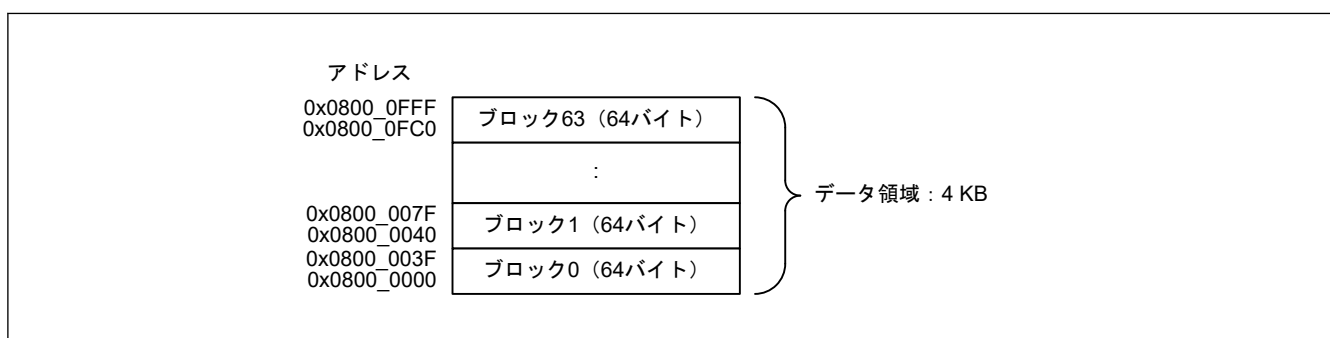 アドレス
0x0800_0FFF
0x0800_0FC0
ブロック63（64バイト）
:
データ領域：4 KB
0x0800_007F
0x0800_0040
ブロック1（64バイト）
0x0800_003F
0x0800_0000
ブロック0（64バイト）